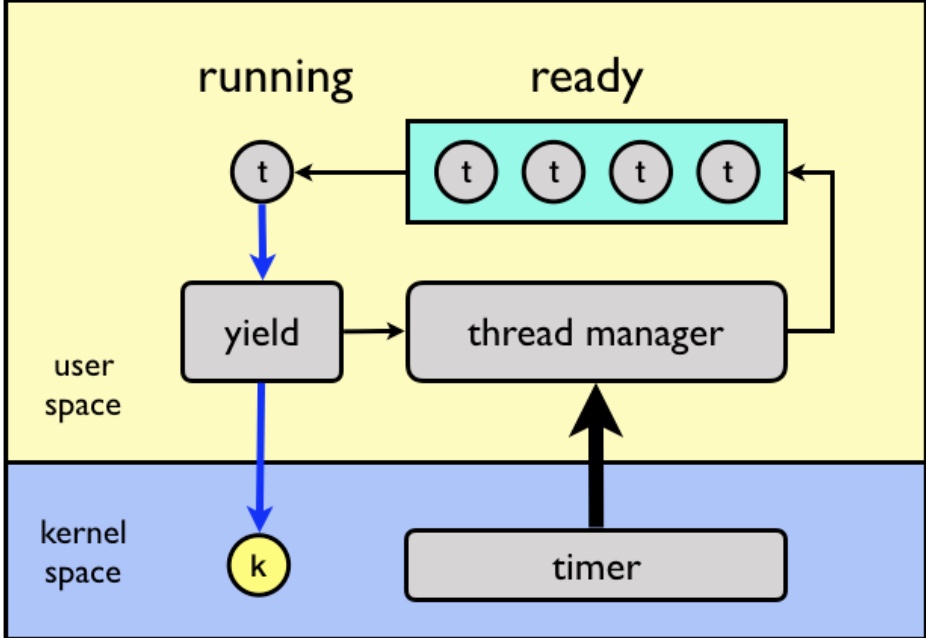 running
ready
t
t
t
t
t
yield
thread manager
user
space
kernel
space
k
timer